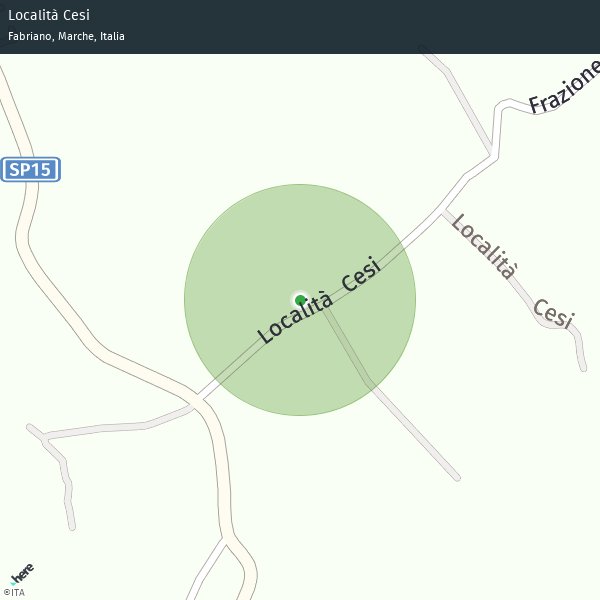 Località Cesi
Fabriano, Marche, Italia
Frazione
SP15
Località
Cesi
Località Cesi
here
©ITA